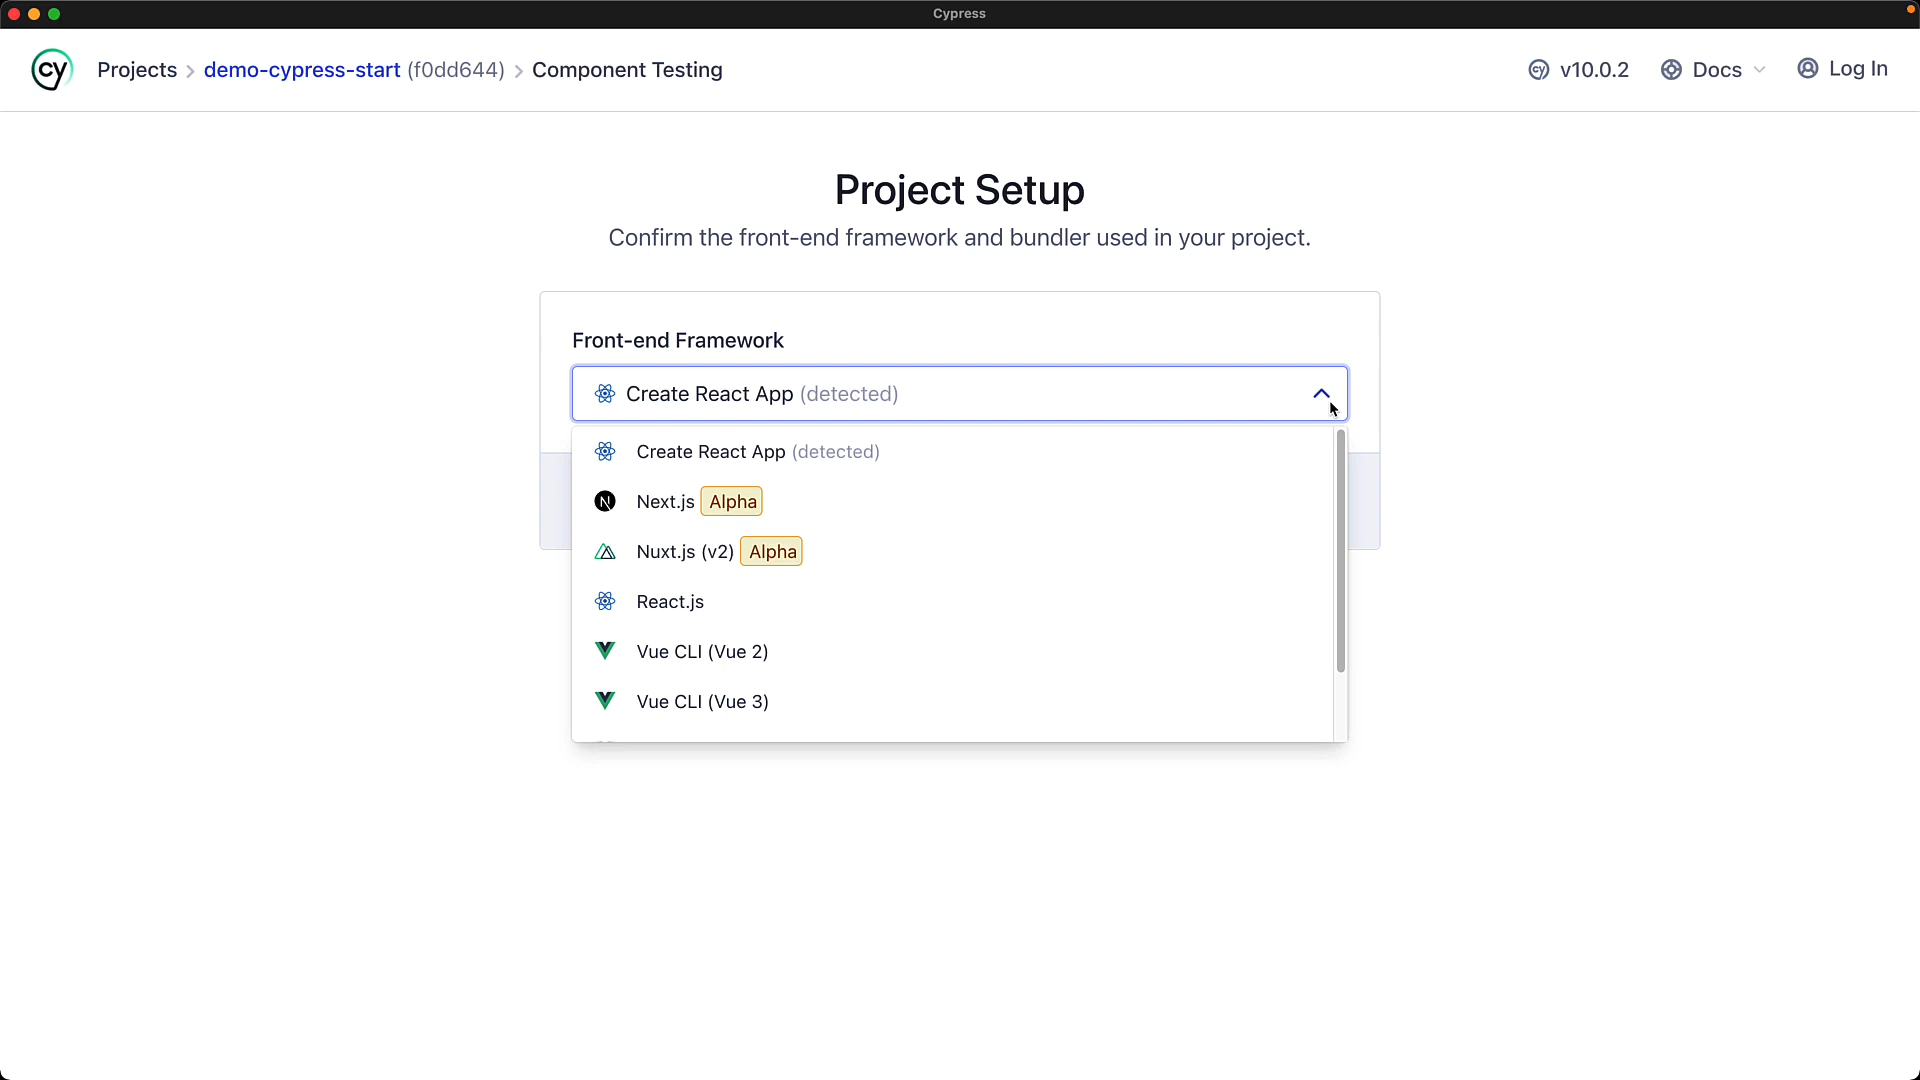 Cypress
cy Projects demo-cypress-start (f0dd644) Component Testing cy v10.0.2 Docs Log In
Project Setup
Confirm the front-end framework and bundler used in your project.
Front-end Framework
Create React App (detected)
Create React App (detected)
N Next.js Alpha
Nuxt.js (v2) Alpha
React.js
Vue CLI (Vue 2)
Vue CLI (Vue 3)